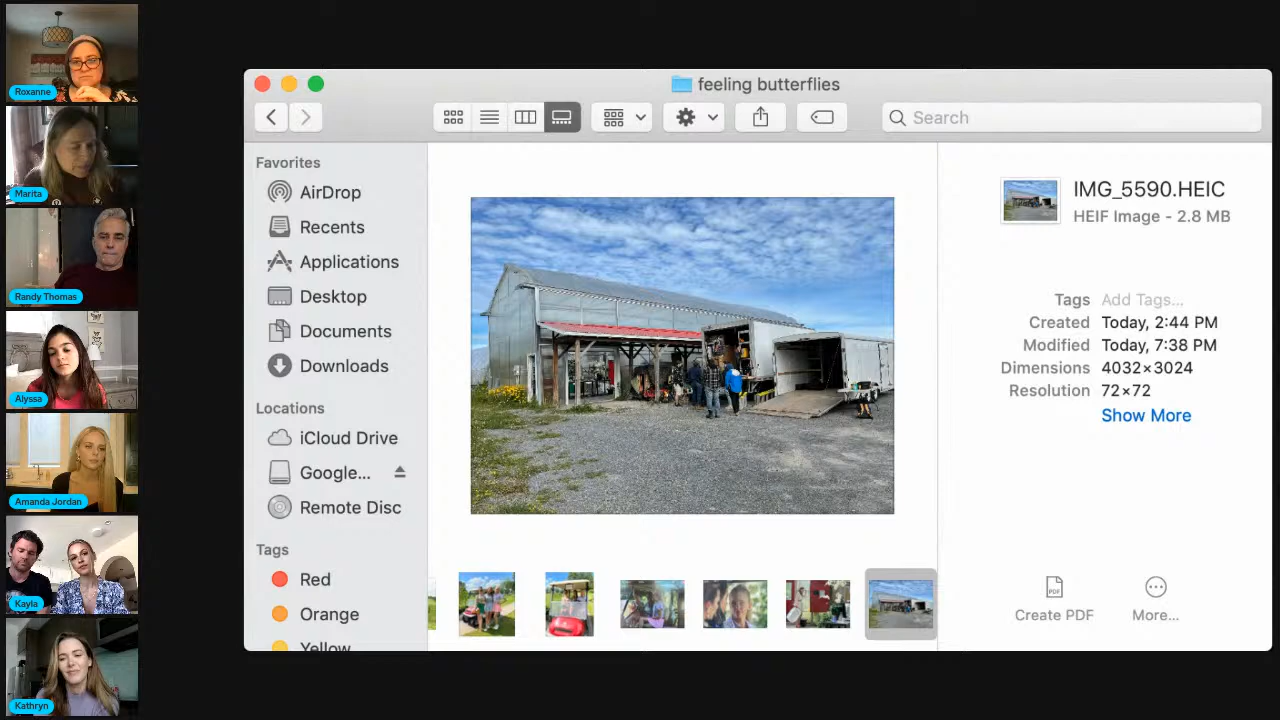 Roxanne
Marita
Randy Thomas
Alyssa
Amanda Jordan
Kayla
Kathryn
feeling butterflies
Search
Favorites
AirDrop
Recents
Applications
Desktop
Documents
Downloads
Locations
iCloud Drive
Google...
Remote Disc
Tags
Red
Orange
Yellow
IMG_5590.HEIC
HEIF Image - 2.8 MB
Tags Add Tags...
Created Today, 2:44 PM
Modified Today, 7:38 PM
Dimensions 4032×3024
Resolution 72×72
Show More
PDF
Create PDF
More...